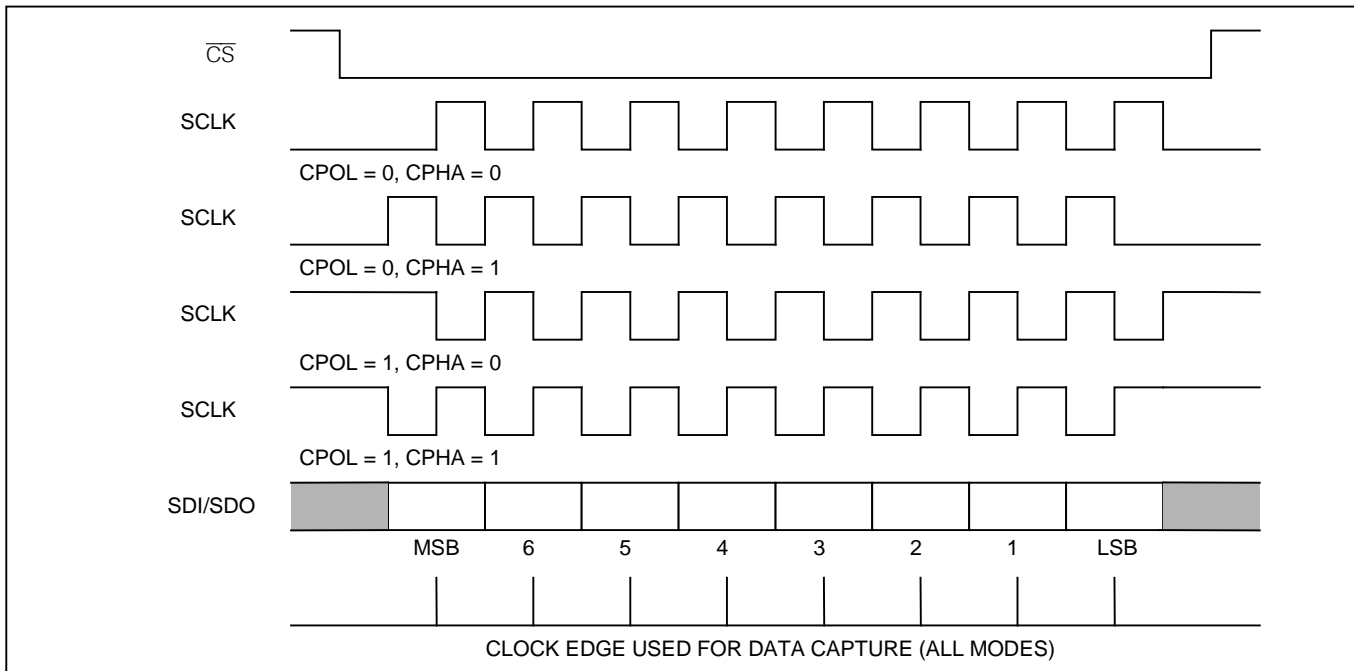 CS
SCLK
CPOL = 0, CPHA = 0
SCLK
CPOL = 0, CPHA = 1
SCLK
CPOL = 1, CPHA = 0
SCLK
CPOL = 1, CPHA = 1
SDI/SDO
MSB 6 5 4 3 2 1 LSB
CLOCK EDGE USED FOR DATA CAPTURE (ALL MODES)